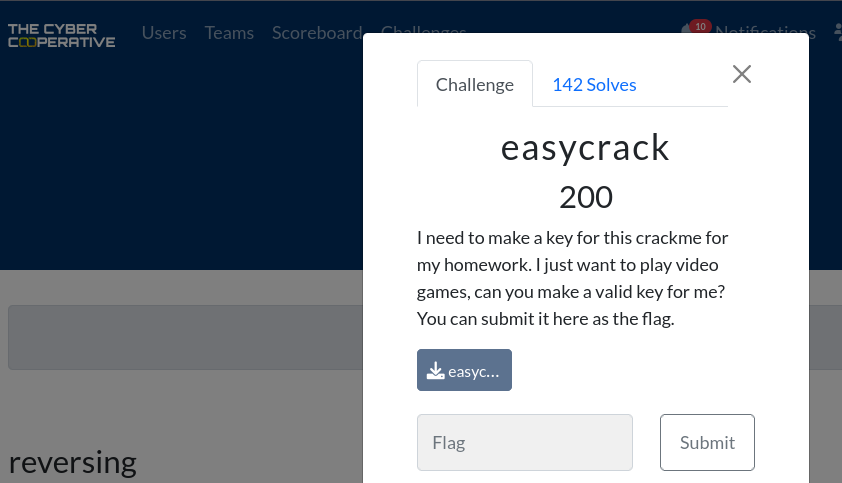 THE CYBER
COOPERATIVE
Users Teams Scoreboard Challenges
10 Notifications
Challenge
142 Solves
easycrack
200
I need to make a key for this crackme for
my homework. I just want to play video
games, can you make a valid key for me?
You can submit it here as the flag.
easyc...
Flag
Submit
reversing